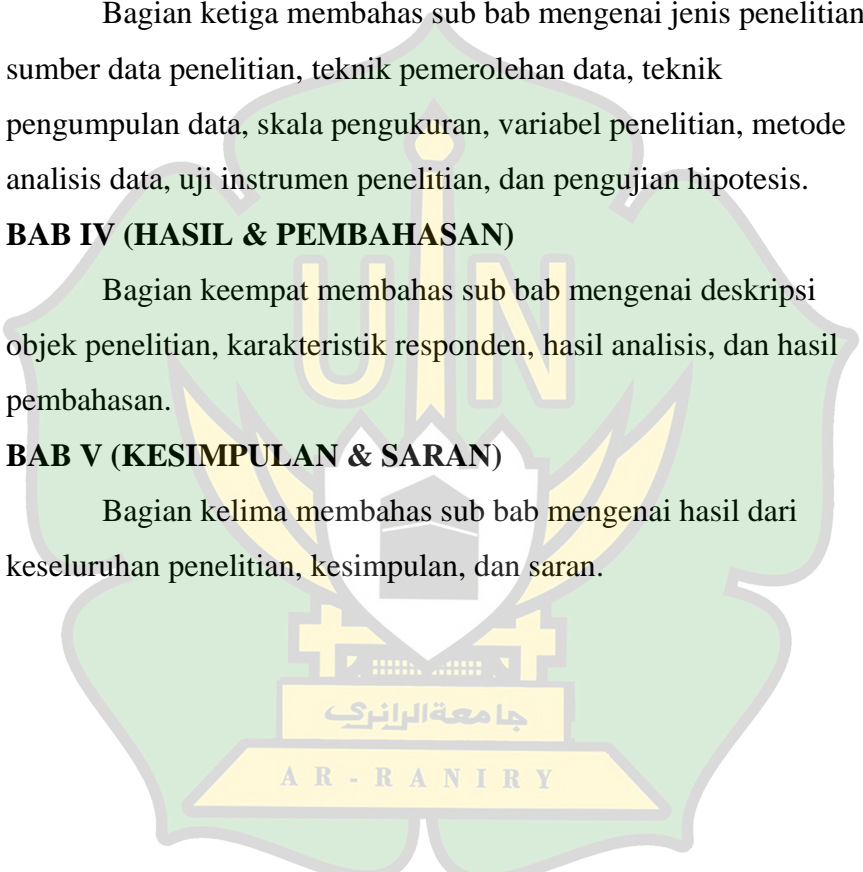 Bagian ketiga membahas sub bab mengenai jenis penelitian
sumber data penelitian, teknik pemerolehan data, teknik
pengumpulan data, skala pengukuran, variabel penelitian, metode
analisis data, uji instrumen penelitian, dan pengujian hipotesis.
BAB IV (HASIL & PEMBAHASAN)
Bagian keempat membahas sub bab mengenai deskripsi
objek penelitian, karakteristik responden, hasil analisis, dan hasil
pembahasan.
BAB V (KESIMPULAN & SARAN)
Bagian kelima membahas sub bab mengenai hasil dari
keseluruhan penelitian, kesimpulan, dan saran.
UIN
جامعة الرانري
AR-RANIRY